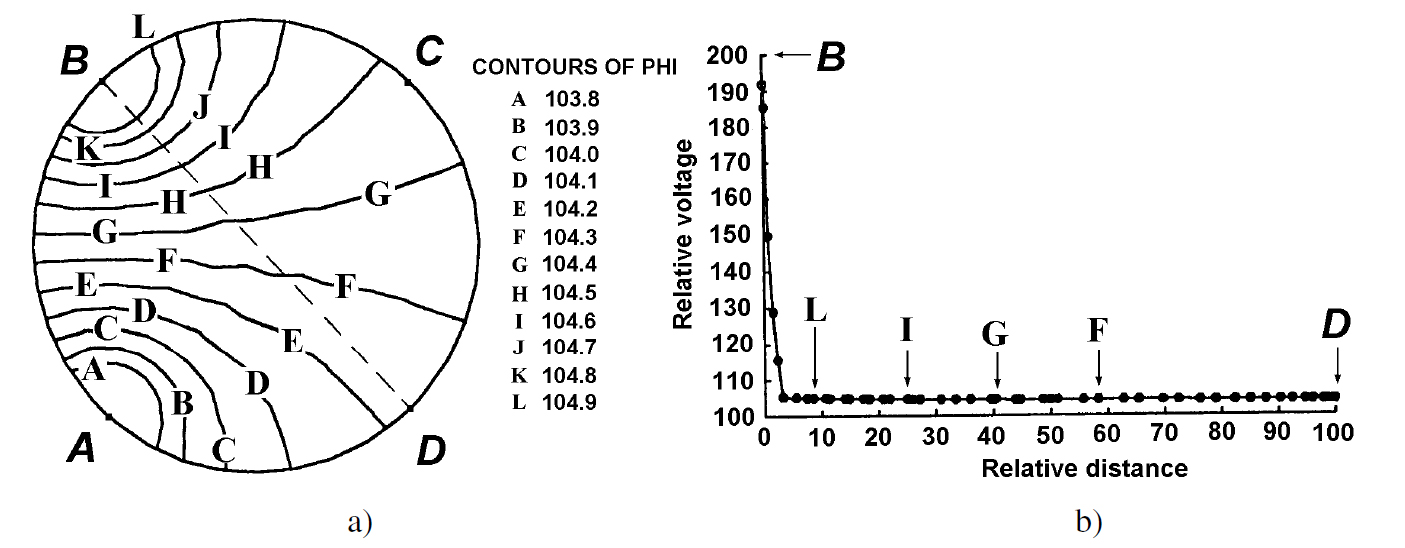 L
B
C
J
K
I
I
H
H
G
G
F
F
E
E
D
D
C
C
A
B
A
D
CONTOURS OF PHI
A 103.8
B 103.9
C 104.0
D 104.1
E 104.2
F 104.3
G 104.4
H 104.5
I 104.6
J 104.7
K 104.8
L 104.9
a)
Relative voltage
200
190
180
170
160
150
140
130
120
110
100
B
L
I
G
F
D
0 10 20 30 40 50 60 70 80 90 100
Relative distance
b)